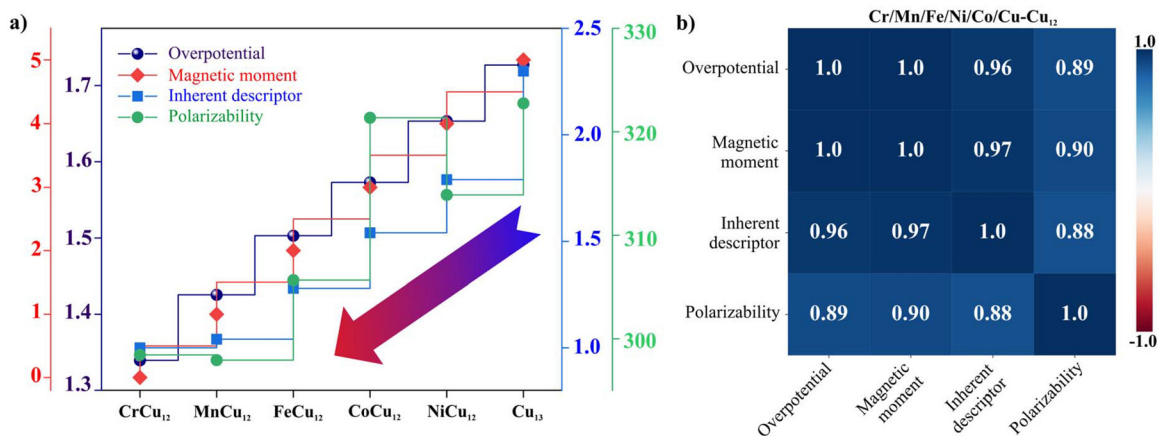 a)
Overpotential
Magnetic moment
Inherent descriptor
Polarizability
5
4
3
2
1
0
1.7
1.6
1.5
1.4
1.3
2.5
2.0
1.5
1.0
330
320
310
300
CrCu₁₂ MnCu₁₂ FeCu₁₂ CoCu₁₂ NiCu₁₂ Cu₁₃
b)
Cr/Mn/Fe/Ni/Co/Cu-Cu₁₂
Overpotential 1.0 1.0 0.96 0.89
Magnetic
moment
1.0 1.0 0.97 0.90
Inherent
descriptor
0.96 0.97 1.0 0.88
Polarizability 0.89 0.90 0.88 1.0
Overpotential
Magnetic
moment
Inherent
descriptor
Polarizability
1.0
-1.0